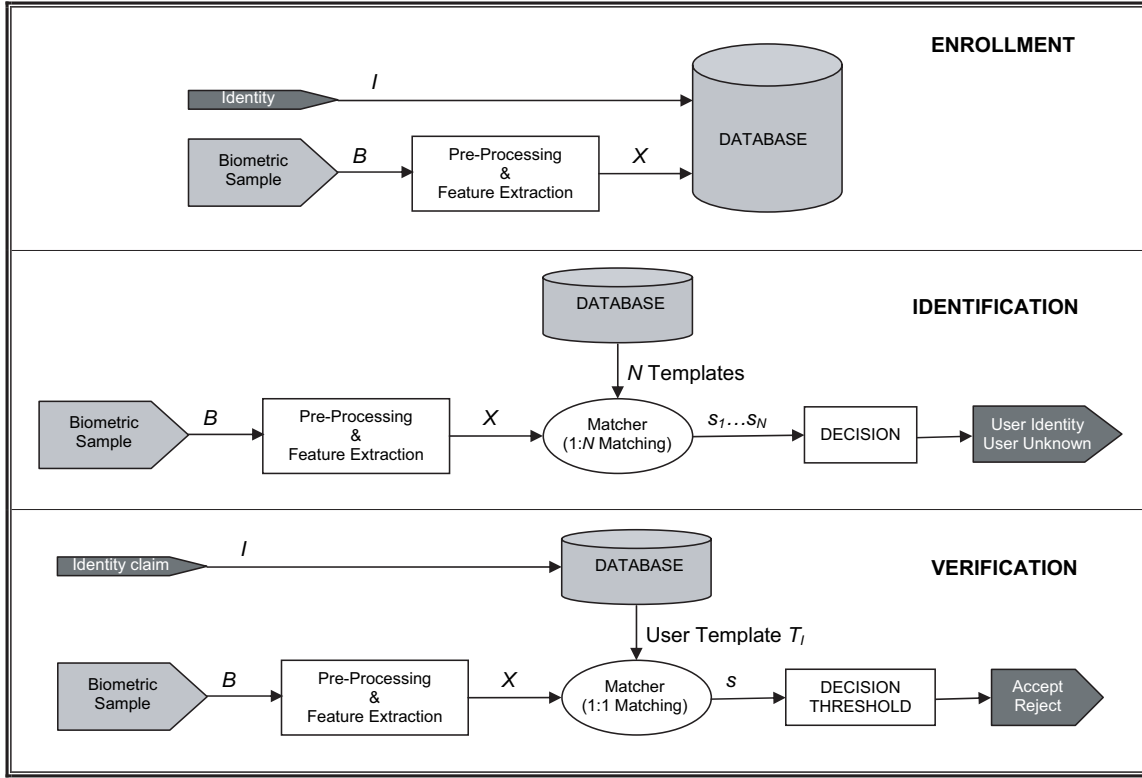 ENROLLMENT
I
Identity
B
Biometric
Sample
Pre-Processing
&
Feature Extraction
X
DATABASE
DATABASE
IDENTIFICATION
N Templates
Biometric
Sample
B
Pre-Processing
&
Feature Extraction
X
Matcher
(1:N Matching)
s1…sN
DECISION
User Identity
User Unknown
I
Identity claim
DATABASE
VERIFICATION
User Template TI
Biometric
Sample
B
Pre-Processing
&
Feature Extraction
X
Matcher
(1:1 Matching)
s
DECISION
THRESHOLD
Accept
Reject